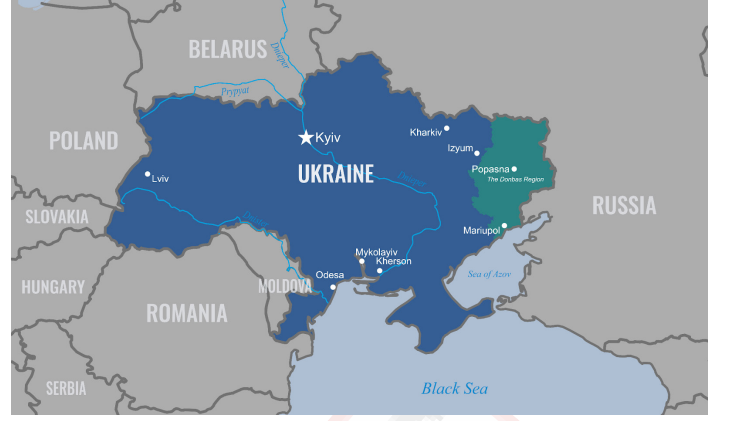 BELARUS
Dnieper
Prypyat
Kharkiv
POLAND
Kyiv
Izyum
Lviv
UKRAINE
Popasna
The Donbas Region
Dnieper
RUSSIA
SLOVAKIA
Mariupol
Mykolayiv
Kherson
Sea of Azov
Odesa
HUNGARY
MOLDOVA
ROMANIA
SERBIA
Black Sea